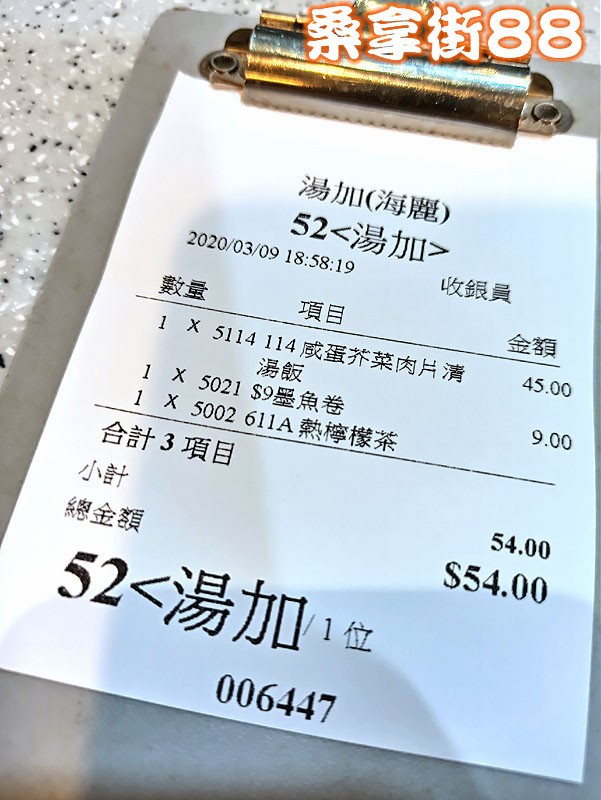 桑拿街88
湯加(海麗)
52<湯加>
2020/03/09 18:58:19
收銀員
數量 項目 金額
1 X 5114 114 咸蛋芥菜肉片清 45.00
湯飯
1 X 5021 $9墨魚卷 9.00
1 X 5002 611A 熱檸檬茶
合計 3 項目
小計 54.00
總金額 $54.00
52<湯加/ 1 位
006447